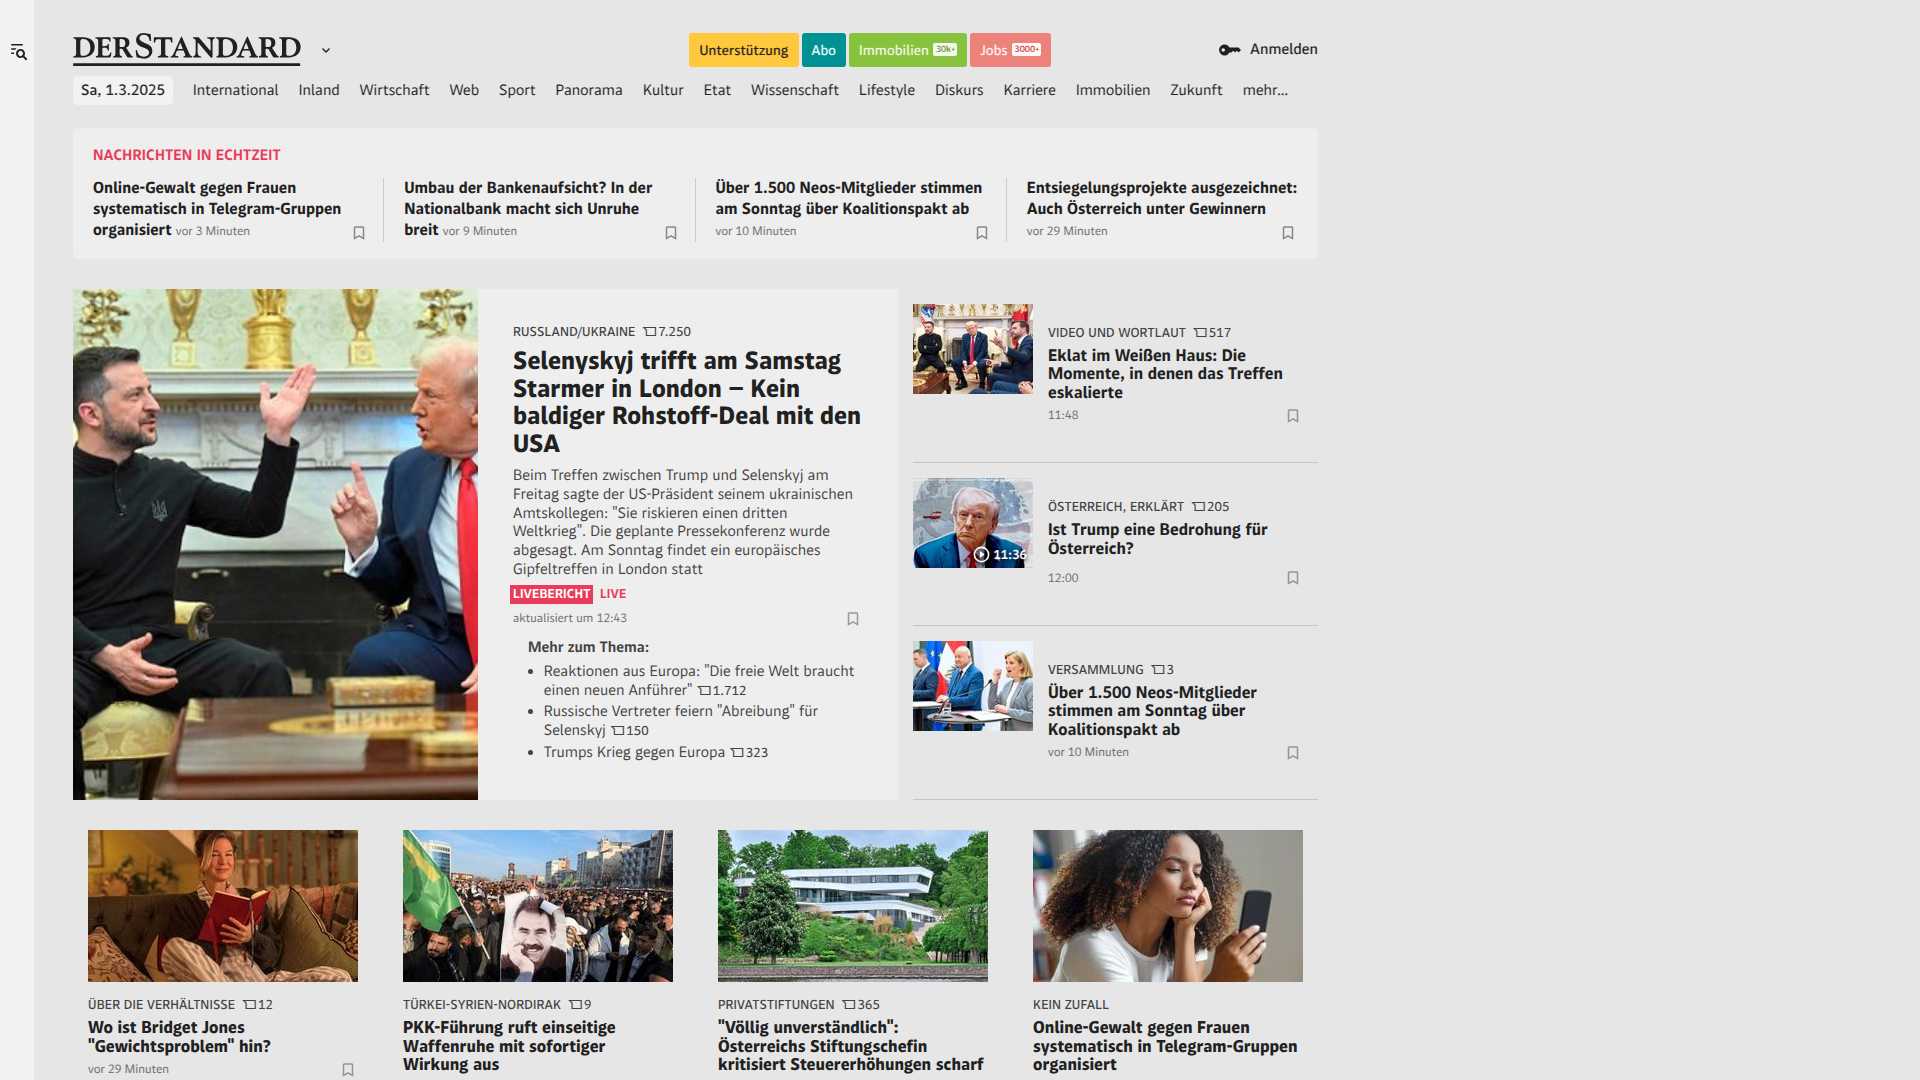 DERSTANDARD
Unterstützung
Abo
Immobilien 30k+
Jobs 3000+
Anmelden
Sa, 1.3.2025
International
Inland
Wirtschaft
Web
Sport
Panorama
Kultur
Etat
Wissenschaft
Lifestyle
Diskurs
Karriere
Immobilien
Zukunft
mehr...
NACHRICHTEN IN ECHTZEIT
Online-Gewalt gegen Frauen
systematisch in Telegram-Gruppen
organisiert vor 3 Minuten
Umbau der Bankenaufsicht? In der
Nationalbank macht sich Unruhe
breit vor 9 Minuten
Über 1.500 Neos-Mitglieder stimmen
am Sonntag über Koalitionspakt ab
vor 10 Minuten
Entsiegelungsprojekte ausgezeichnet:
Auch Österreich unter Gewinnern
vor 29 Minuten
RUSSLAND/UKRAINE 7.250
Selenyskyj trifft am Samstag
Starmer in London – Kein
baldiger Rohstoff-Deal mit den
USA
Beim Treffen zwischen Trump und Selenskyj am
Freitag sagte der US-Präsident seinem ukrainischen
Amtskollegen: "Sie riskieren einen dritten
Weltkrieg". Die geplante Pressekonferenz wurde
abgesagt. Am Sonntag findet ein europäisches
Gipfeltreffen in London statt
LIVEBERICHT LIVE
aktualisiert um 12:43
Mehr zum Thema:
• Reaktionen aus Europa: "Die freie Welt braucht
einen neuen Anführer" 1.712
• Russische Vertreter feiern "Abreibung" für
Selenskyj 150
• Trumps Krieg gegen Europa 323
VIDEO UND WORTLAUT 517
Eklat im Weißen Haus: Die
Momente, in denen das Treffen
eskalierte
11:48
11:36
ÖSTERREICH, ERKLÄRT 205
Ist Trump eine Bedrohung für
Österreich?
12:00
VERSAMMLUNG 3
Über 1.500 Neos-Mitglieder
stimmen am Sonntag über
Koalitionspakt ab
vor 10 Minuten
ÜBER DIE VERHÄLTNISSE 12
Wo ist Bridget Jones
"Gewichtsproblem" hin?
vor 29 Minuten
TÜRKEI-SYRIEN-NORDIRAK 9
PKK-Führung ruft einseitige
Waffenruhe mit sofortiger
Wirkung aus
PRIVATSTIFTUNGEN 365
"Völlig unverständlich":
Österreichs Stiftungschefin
kritisiert Steuererhöhungen scharf
KEIN ZUFALL
Online-Gewalt gegen Frauen
systematisch in Telegram-Gruppen
organisiert